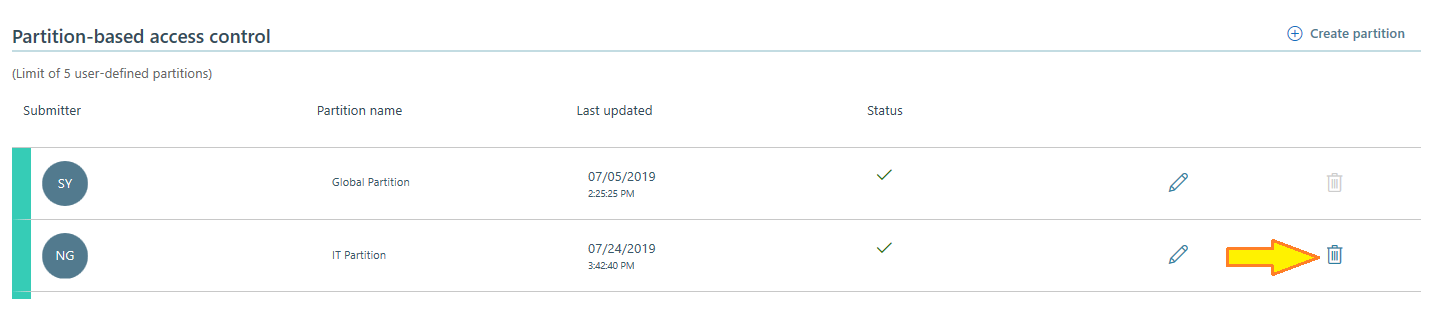 Partition-based access control
Create partition
(Limit of 5 user-defined partitions)
Submitter Partition name Last updated Status
SY Global Partition 07/05/2019
2:25:25 PM
NG IT Partition 07/24/2019
3:42:40 PM